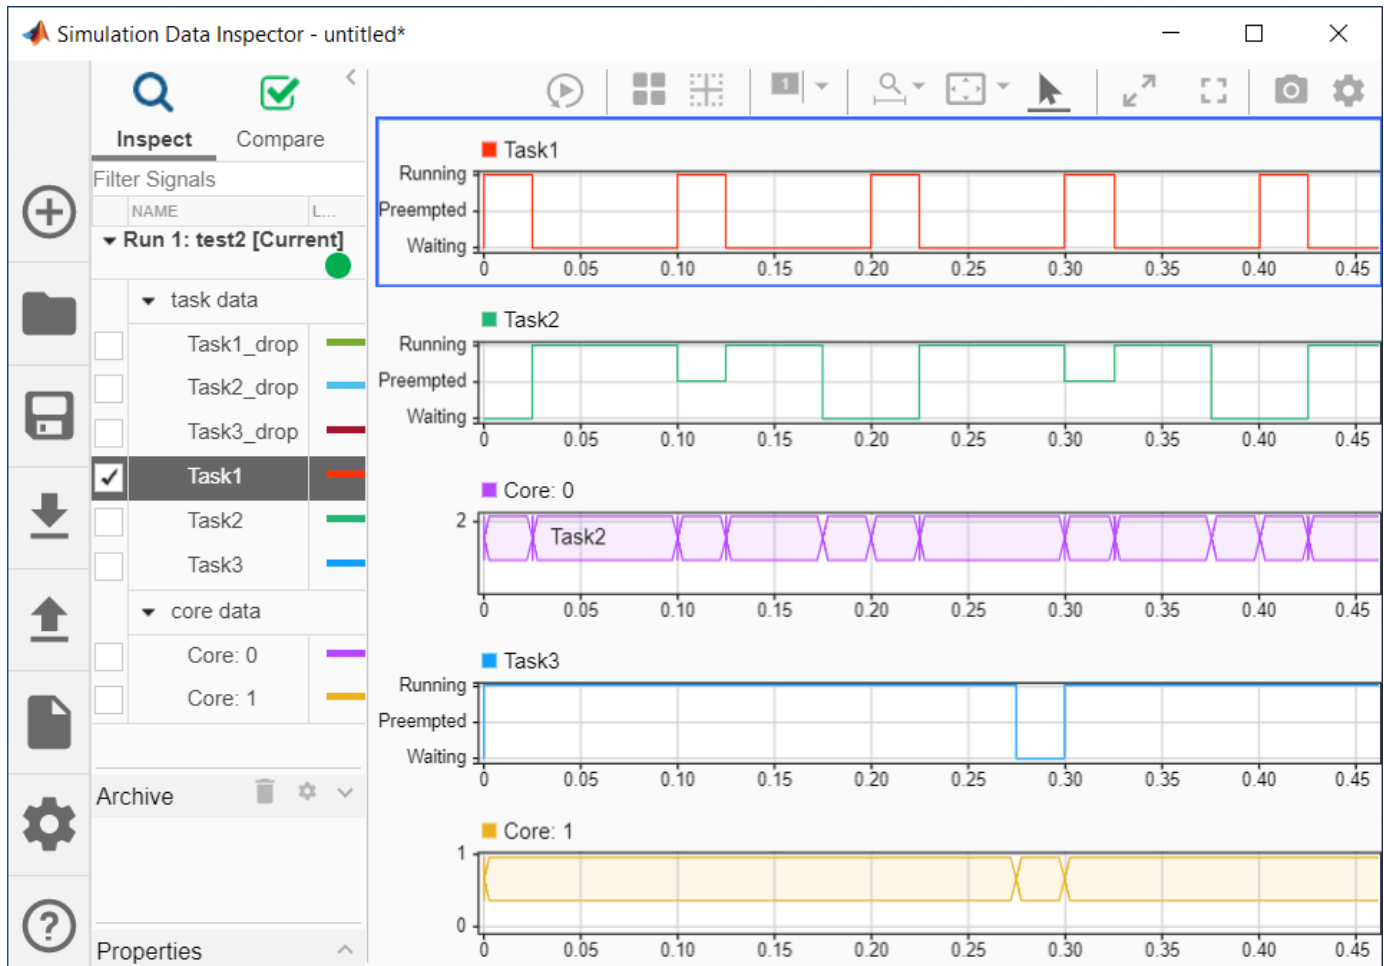 Simulation Data Inspector - untitled*
Inspect
Compare
Filter Signals
NAME
L...
Run 1: test2 [Current]
task data
Task1_drop
Task2_drop
Task3_drop
Task1
Task2
Task3
core data
Core: 0
Core: 1
Archive
Properties
1
Task1
Running
Preempted
Waiting
0 0.05 0.10 0.15 0.20 0.25 0.30 0.35 0.40 0.45
Task2
Running
Preempted
Waiting
0 0.05 0.10 0.15 0.20 0.25 0.30 0.35 0.40 0.45
Core: 0
2
Task2
0 0.05 0.10 0.15 0.20 0.25 0.30 0.35 0.40 0.45
Task3
Running
Preempted
Waiting
0 0.05 0.10 0.15 0.20 0.25 0.30 0.35 0.40 0.45
Core: 1
1
0
0 0.05 0.10 0.15 0.20 0.25 0.30 0.35 0.40 0.45